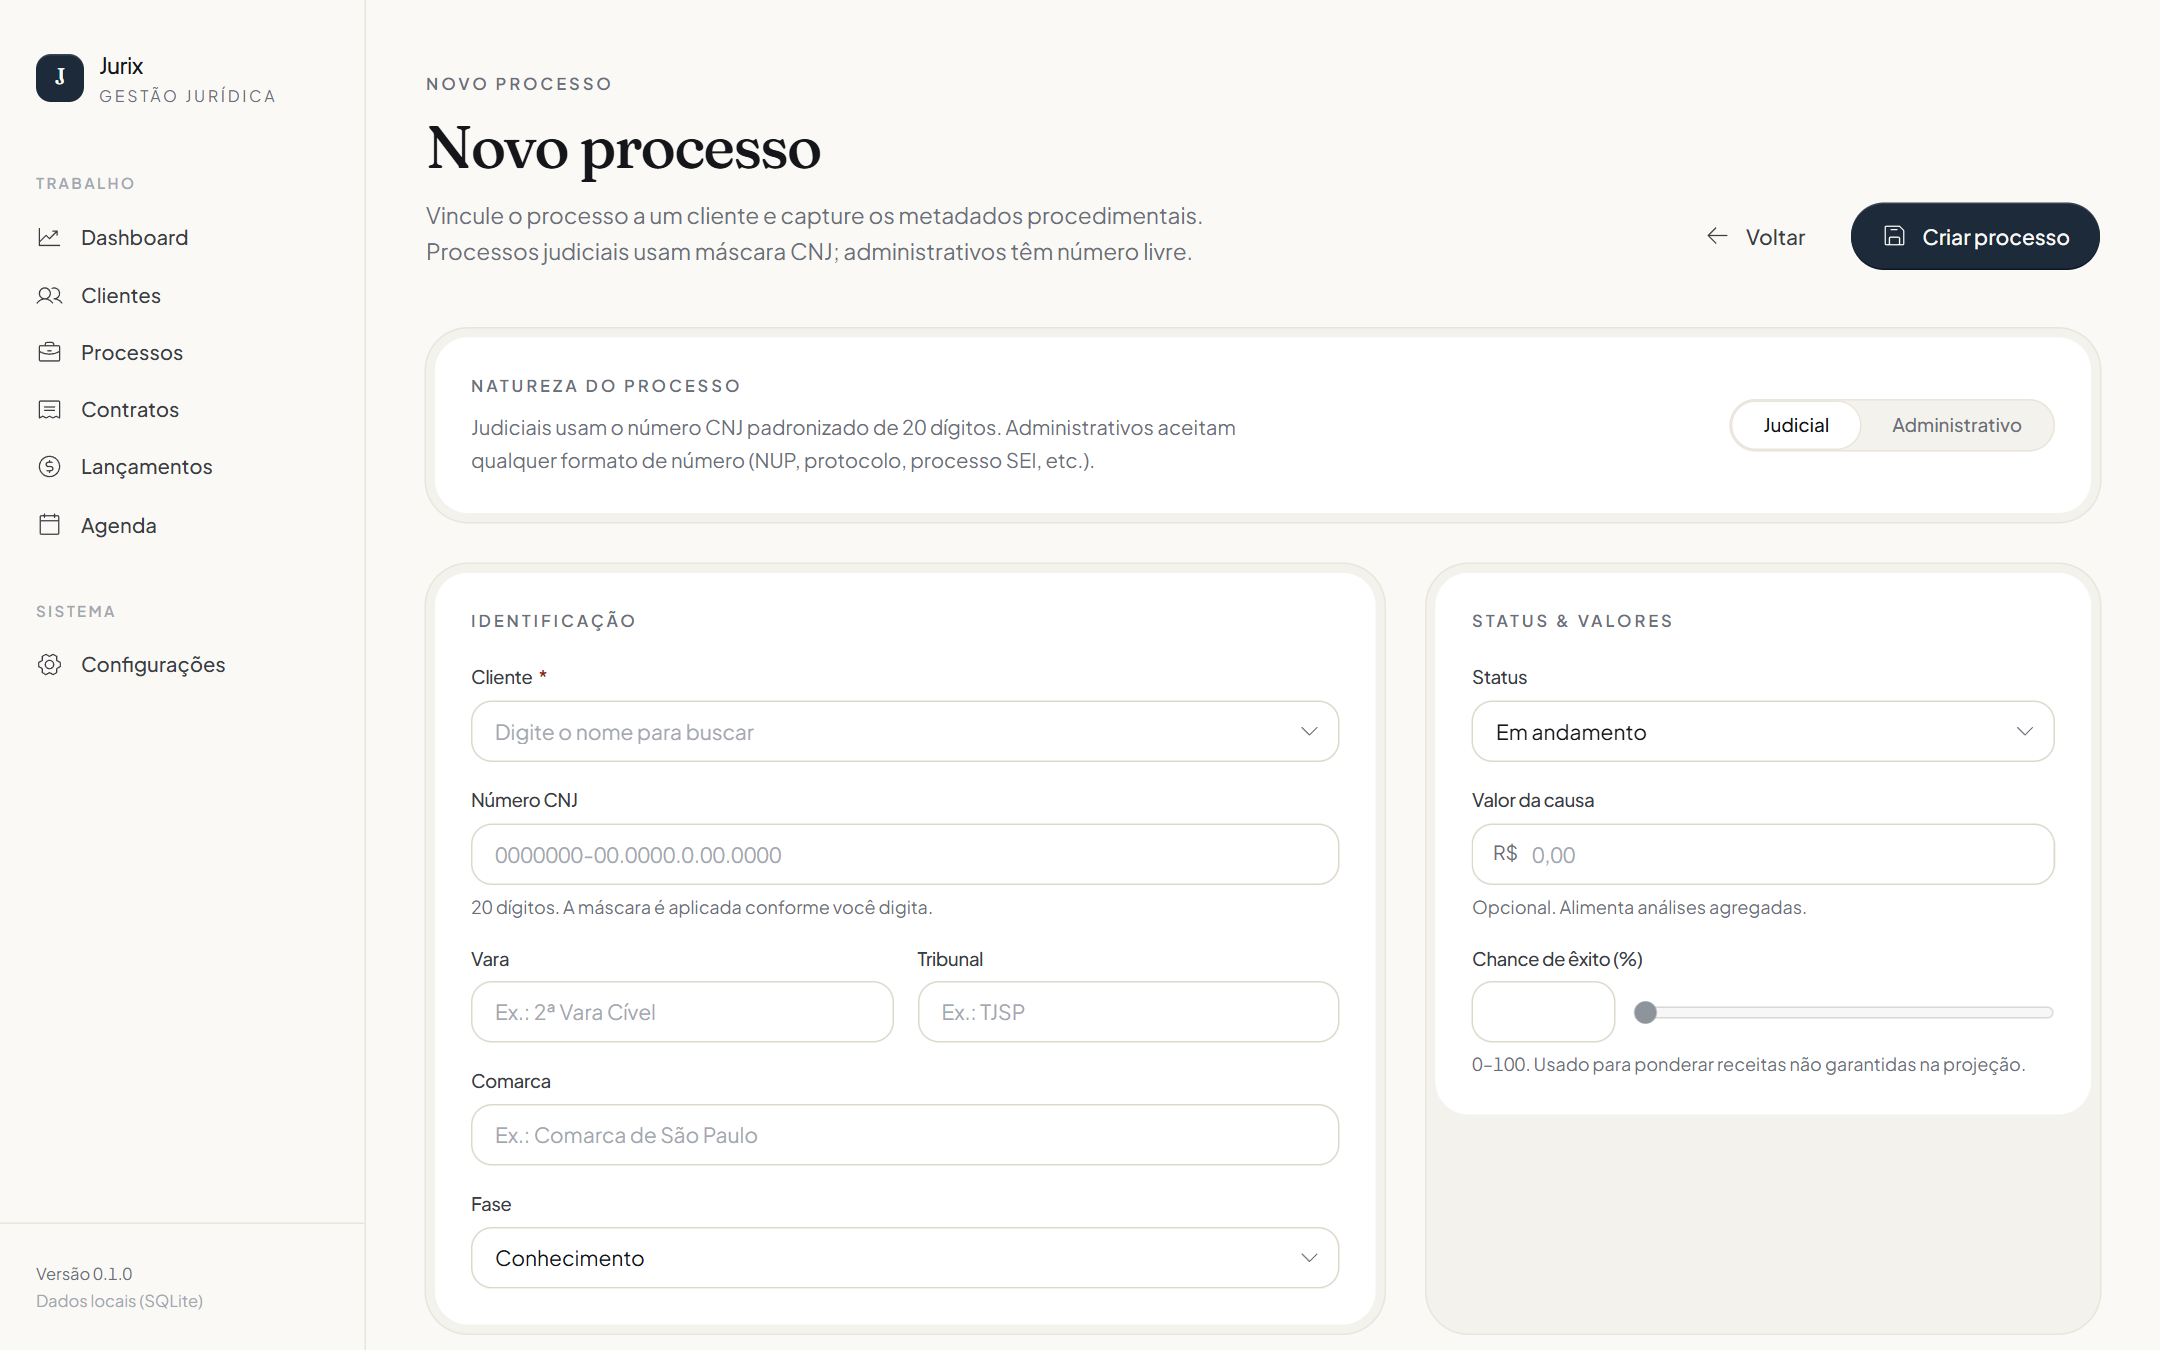 J
Jurix
GESTÃO JURÍDICA
TRABALHO
Dashboard
Clientes
Processos
Contratos
Lançamentos
Agenda
SISTEMA
Configurações
Versão 0.1.0
Dados locais (SQLite)
NOVO PROCESSO
Novo processo
Vincule o processo a um cliente e capture os metadados procedimentais.
Processos judiciais usam máscara CNJ; administrativos têm número livre.
Voltar
Criar processo
NATUREZA DO PROCESSO
Judiciais usam o número CNJ padronizado de 20 dígitos. Administrativos aceitam
qualquer formato de número (NUP, protocolo, processo SEI, etc.).
Judicial
Administrativo
IDENTIFICAÇÃO
Cliente *
Digite o nome para buscar
Número CNJ
0000000-00.0000.0.00.0000
20 dígitos. A máscara é aplicada conforme você digita.
Vara
Ex.: 2ª Vara Cível
Tribunal
Ex.: TJSP
Comarca
Ex.: Comarca de São Paulo
Fase
Conhecimento
STATUS & VALORES
Status
Em andamento
Valor da causa
R$ 0,00
Opcional. Alimenta análises agregadas.
Chance de êxito (%)
0–100. Usado para ponderar receitas não garantidas na projeção.